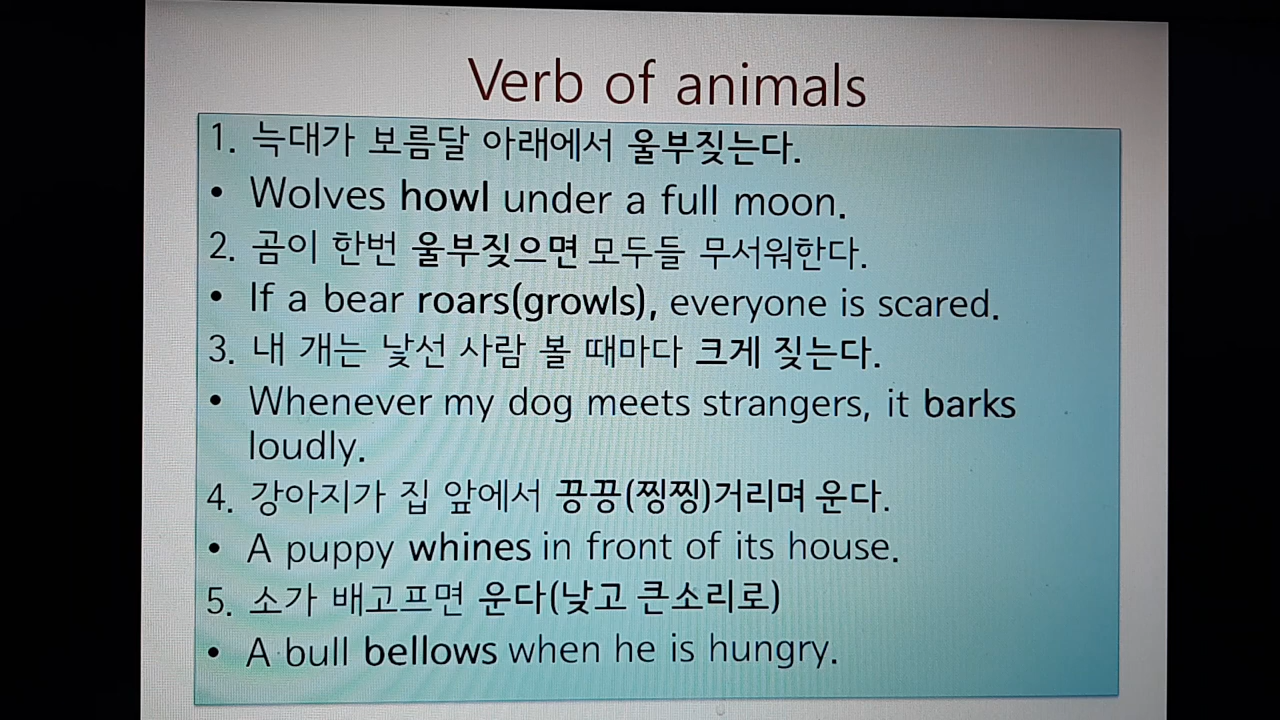 Verb of animals
1. 늑대가 보름달 아래에서 울부짖는다.
• Wolves howl under a full moon.
2. 곰이 한번 울부짖으면 모두들 무서워한다.
• If a bear roars(growls), everyone is scared.
3. 내 개는 낯선 사람 볼 때마다 크게 짖는다.
• Whenever my dog meets strangers, it barks
loudly.
4. 강아지가 집 앞에서 끙끙(찡찡)거리며 운다.
• A puppy whines in front of its house.
5. 소가 배고프면 운다(낮고 큰소리로)
• A bull bellows when he is hungry.